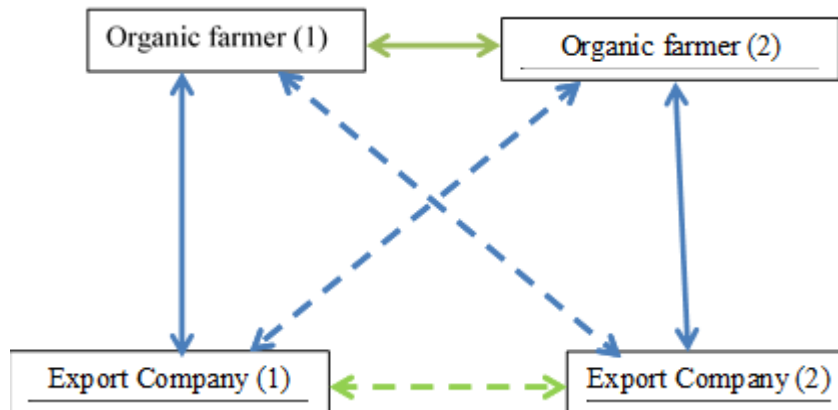 Organic farmer (1)
Organic farmer (2)
Export Company (1)
Export Company (2)